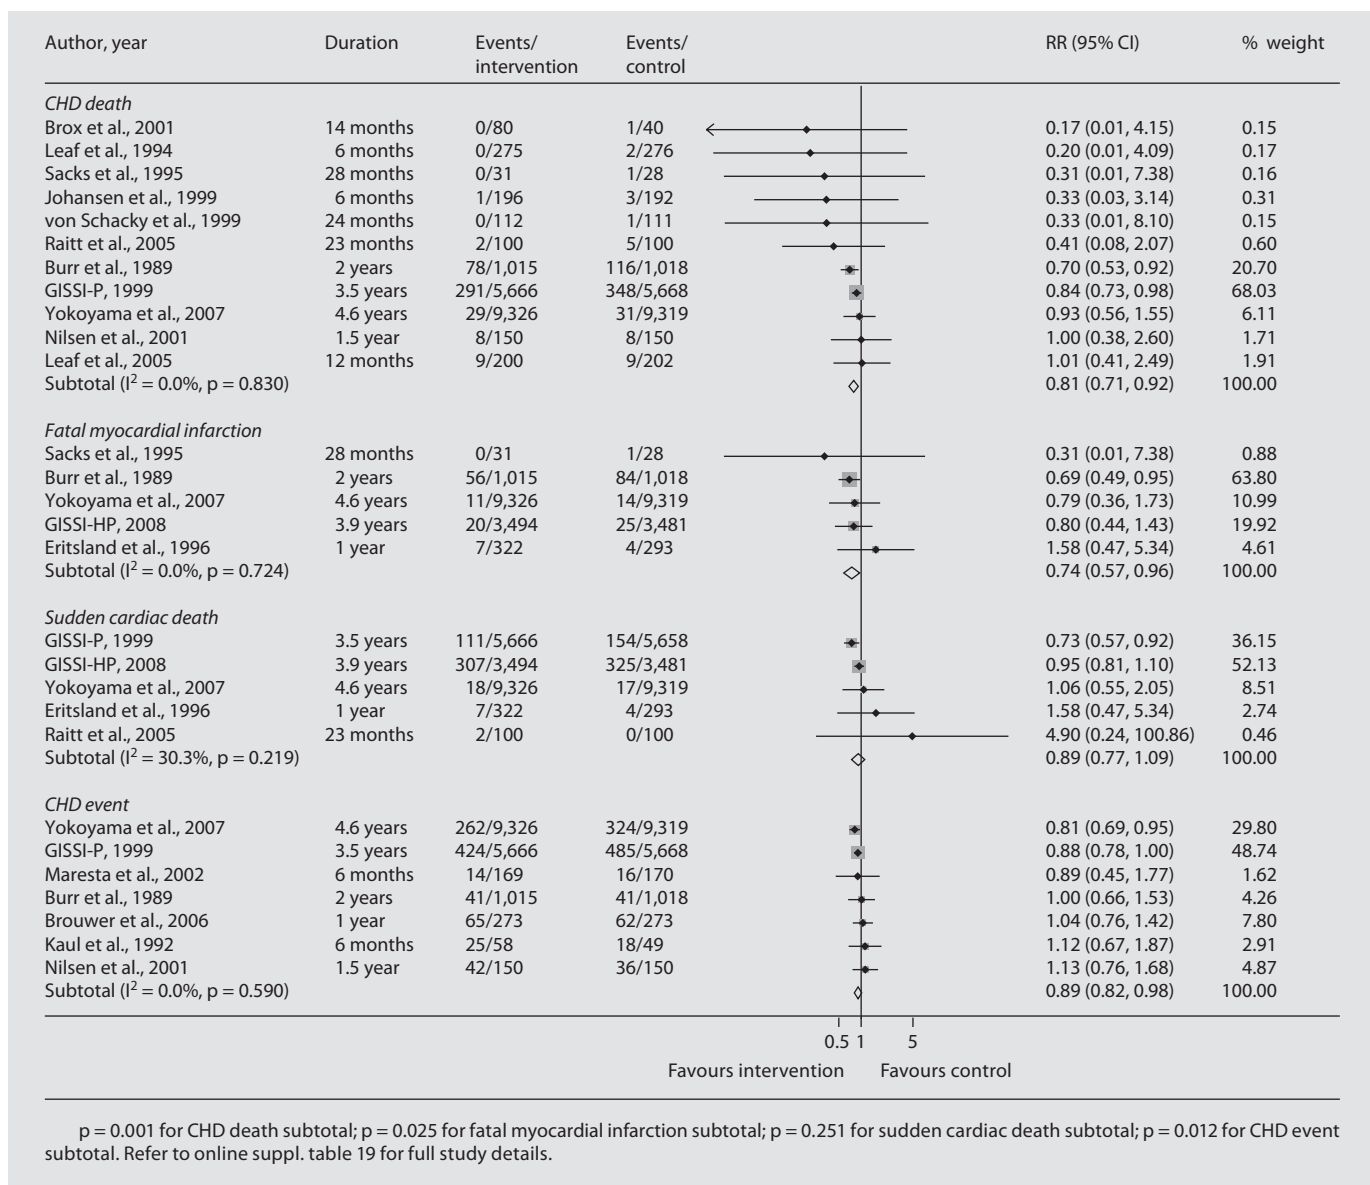 Author, year Duration Events/ intervention Events/ control RR (95% CI) % weight
CHD death
Brox et al., 2001 14 months 0/80 1/40 0.17 (0.01, 4.15) 0.15
Leaf et al., 1994 6 months 0/275 2/276 0.20 (0.01, 4.09) 0.17
Sacks et al., 1995 28 months 0/31 1/28 0.31 (0.01, 7.38) 0.16
Johansen et al., 1999 6 months 1/196 3/192 0.33 (0.03, 3.14) 0.31
von Schacky et al., 1999 24 months 0/112 1/111 0.33 (0.01, 8.10) 0.15
Raitt et al., 2005 23 months 2/100 5/100 0.41 (0.08, 2.07) 0.60
Burr et al., 1989 2 years 78/1,015 116/1,018 0.70 (0.53, 0.92) 20.70
GISSI-P, 1999 3.5 years 291/5,666 348/5,668 0.84 (0.73, 0.98) 68.03
Yokoyama et al., 2007 4.6 years 29/9,326 31/9,319 0.93 (0.56, 1.55) 6.11
Nilsen et al., 2001 1.5 year 8/150 8/150 1.00 (0.38, 2.60) 1.71
Leaf et al., 2005 12 months 9/200 9/202 1.01 (0.41, 2.49) 1.91
Subtotal (I² = 0.0%, p = 0.830) 0.81 (0.71, 0.92) 100.00
Fatal myocardial infarction
Sacks et al., 1995 28 months 0/31 1/28 0.31 (0.01, 7.38) 0.88
Burr et al., 1989 2 years 56/1,015 84/1,018 0.69 (0.49, 0.95) 63.80
Yokoyama et al., 2007 4.6 years 11/9,326 14/9,319 0.79 (0.36, 1.73) 10.99
GISSI-HP, 2008 3.9 years 20/3,494 25/3,481 0.80 (0.44, 1.43) 19.92
Eritsland et al., 1996 1 year 7/322 4/293 1.58 (0.47, 5.34) 4.61
Subtotal (I² = 0.0%, p = 0.724) 0.74 (0.57, 0.96) 100.00
Sudden cardiac death
GISSI-P, 1999 3.5 years 111/5,666 154/5,658 0.73 (0.57, 0.92) 36.15
GISSI-HP, 2008 3.9 years 307/3,494 325/3,481 0.95 (0.81, 1.10) 52.13
Yokoyama et al., 2007 4.6 years 18/9,326 17/9,319 1.06 (0.55, 2.05) 8.51
Eritsland et al., 1996 1 year 7/322 4/293 1.58 (0.47, 5.34) 2.74
Raitt et al., 2005 23 months 2/100 0/100 4.90 (0.24, 100.86) 0.46
Subtotal (I² = 30.3%, p = 0.219) 0.89 (0.77, 1.09) 100.00
CHD event
Yokoyama et al., 2007 4.6 years 262/9,326 324/9,319 0.81 (0.69, 0.95) 29.80
GISSI-P, 1999 3.5 years 424/5,666 485/5,668 0.88 (0.78, 1.00) 48.74
Maresta et al., 2002 6 months 14/169 16/170 0.89 (0.45, 1.77) 1.62
Burr et al., 1989 2 years 41/1,015 41/1,018 1.00 (0.66, 1.53) 4.26
Brouwer et al., 2006 1 year 65/273 62/273 1.04 (0.76, 1.42) 7.80
Kaul et al., 1992 6 months 25/58 18/49 1.12 (0.67, 1.87) 2.91
Nilsen et al., 2001 1.5 year 42/150 36/150 1.13 (0.76, 1.68) 4.87
Subtotal (I² = 0.0%, p = 0.590) 0.89 (0.82, 0.98) 100.00
0.5 1 5
Favours intervention Favours control
p = 0.001 for CHD death subtotal; p = 0.025 for fatal myocardial infarction subtotal; p = 0.251 for sudden cardiac death subtotal; p = 0.012 for CHD event
subtotal. Refer to online suppl. table 19 for full study details.